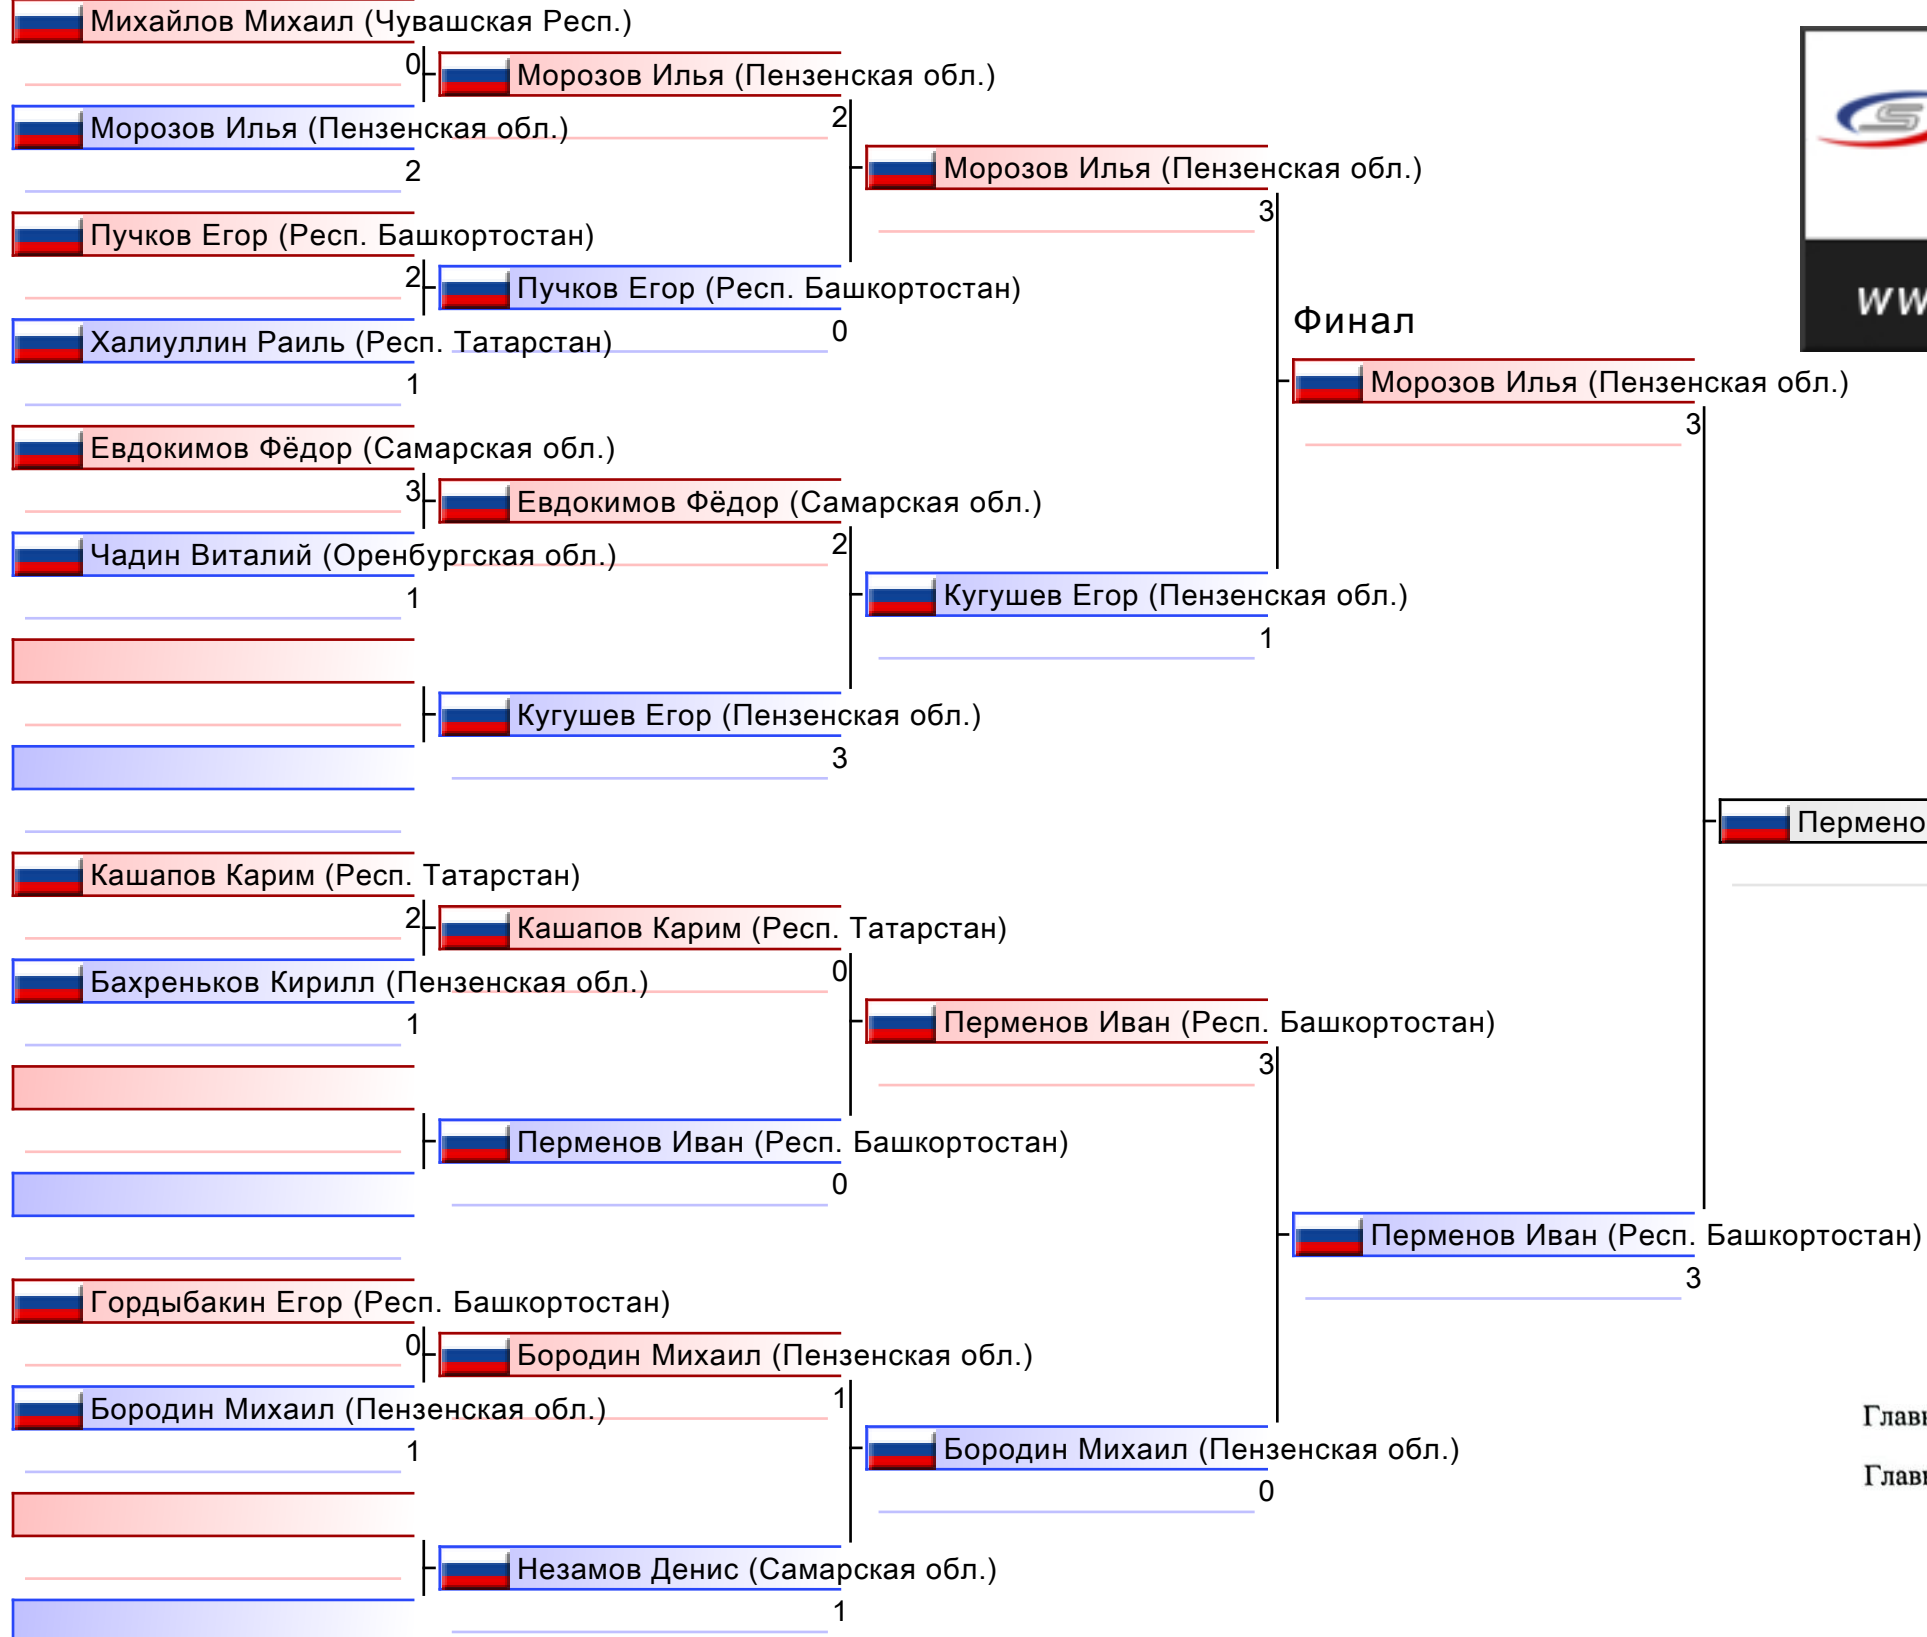 Михайлов Михаил (Чувашская Респ.)
0
Морозов Илья (Пензенская обл.)
2
Пучков Егор (Респ. Башкортостан)
2
Халиуллин Раиль (Респ. Татарстан)
1
Евдокимов Фёдор (Самарская обл.)
3
Чадин Виталий (Оренбургская обл.)
1
Кашапов Карим (Респ. Татарстан)
2
Бахреньков Кирилл (Пензенская обл.)
1
Гордыбакин Егор (Респ. Башкортостан)
0
Бородин Михаил (Пензенская обл.)
1
Морозов Илья (Пензенская обл.)
2
Пучков Егор (Респ. Башкортостан)
0
Евдокимов Фёдор (Самарская обл.)
2
Кугушев Егор (Пензенская обл.)
3
Кашапов Карим (Респ. Татарстан)
0
Перменов Иван (Респ. Башкортостан)
0
Бородин Михаил (Пензенская обл.)
1
Незамов Денис (Самарская обл.)
1
Морозов Илья (Пензенская обл.)
3
Кугушев Егор (Пензенская обл.)
1
Перменов Иван (Респ. Башкортостан)
3
Бородин Михаил (Пензенская обл.)
0
Финал
Морозов Илья (Пензенская обл.)
3
Перменов Иван (Респ. Башкортостан)
3
Пермено
S
ww
Глав
Глав